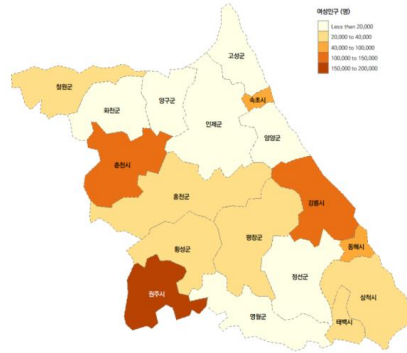 여성인구 (명)
Less than 20,000
20,000 to 40,000
40,000 to 100,000
100,000 to 150,000
150,000 to 200,000
고성군
철원군
속초시
화천군
양구군
인제군
양양군
춘천시
홍천군
강릉시
동해시
횡성군
평창군
정선군
원주시
삼척시
태백시
영월군